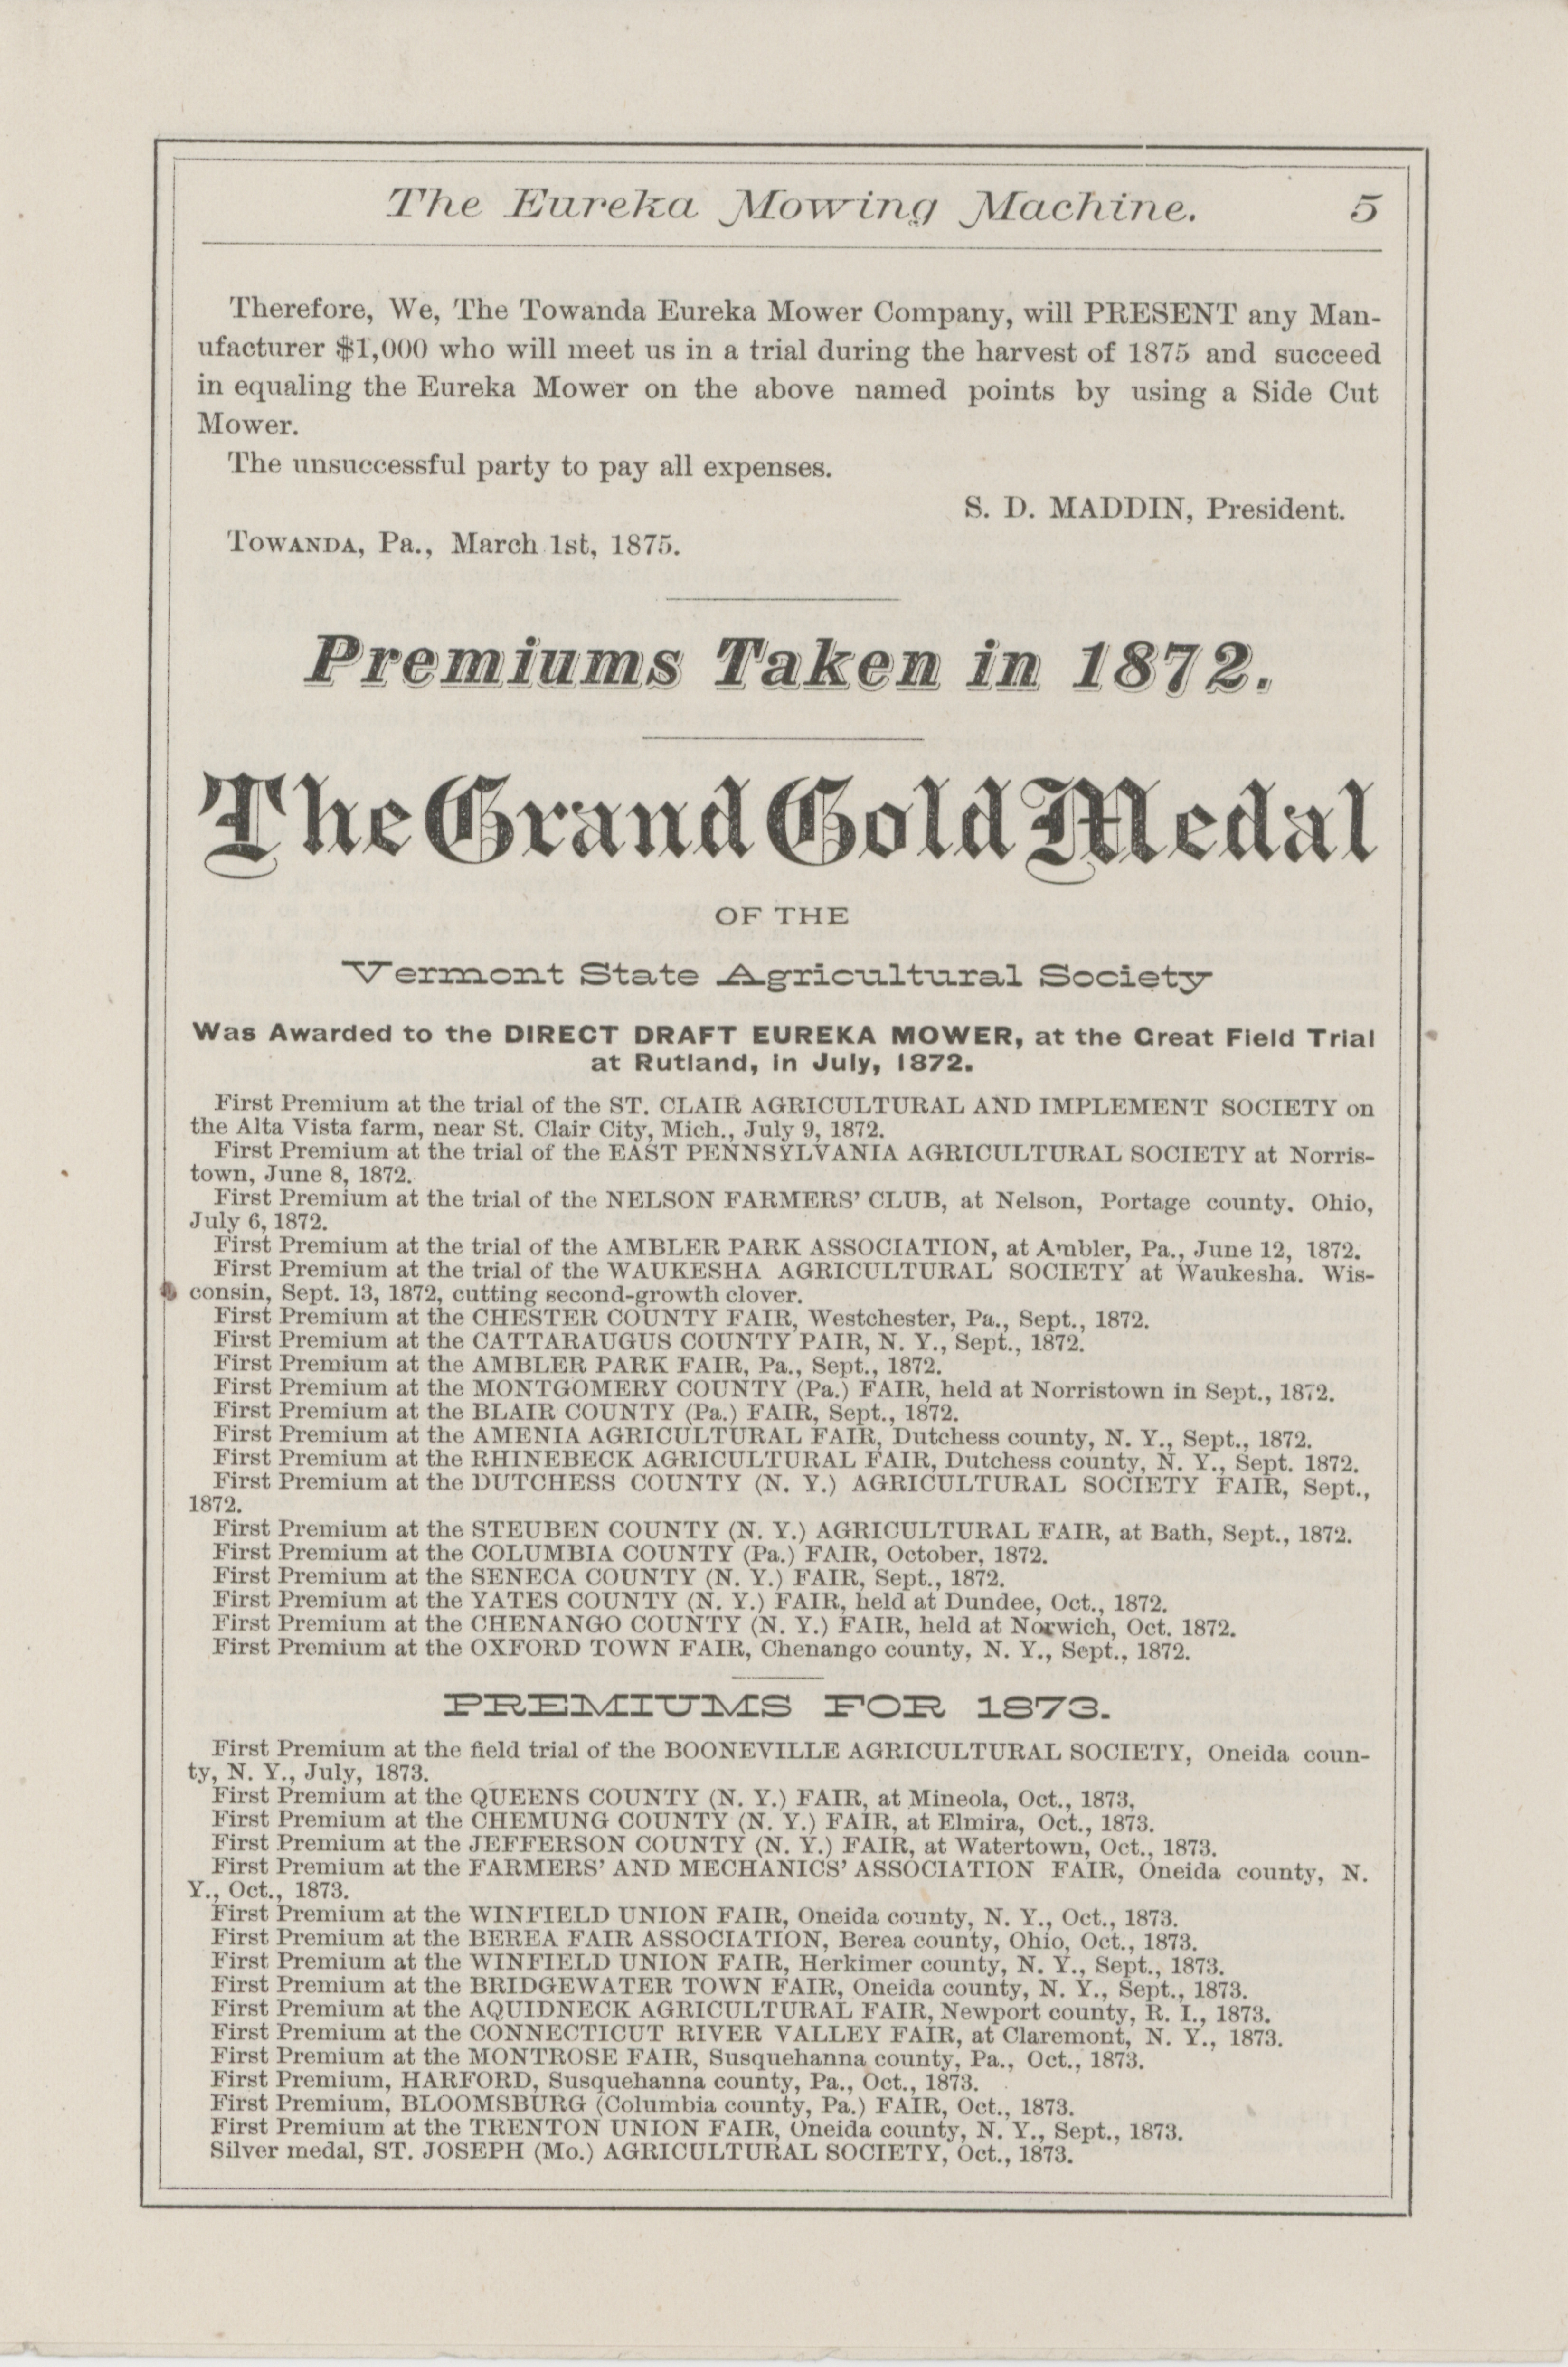 The Eureka Mowing Machine. 5
Therefore, We, The Towanda Eureka Mower Company, will PRESENT any Man-
ufacturer $1,000 who will meet us in a trial during the harvest of 1875 and succeed
in equaling the Eureka Mower on the above named points by using a Side Cut
Mower.
The unsuccessful party to pay all expenses.
S. D. MADDIN, President.
TOWANDA, Pa., March 1st, 1875.
Premiums Taken in 1872.
The Grand Gold Medal
OF THE
Vermont State Agricultural Society
Was Awarded to the DIRECT DRAFT EUREKA MOWER, at the Great Field Trial
at Rutland, in July, 1872.
First Premium at the trial of the ST. CLAIR AGRICULTURAL AND IMPLEMENT SOCIETY on
the Alta Vista farm, near St. Clair City, Mich., July 9, 1872.
First Premium at the trial of the EAST PENNSYLVANIA AGRICULTURAL SOCIETY at Norris-
town, June 8, 1872.
First Premium at the trial of the NELSON FARMERS' CLUB, at Nelson, Portage county. Ohio,
July 6, 1872.
First Premium at the trial of the AMBLER PARK ASSOCIATION, at Ambler, Pa., June 12, 1872.
First Premium at the trial of the WAUKESHA AGRICULTURAL SOCIETY at Waukesha. Wis-
consin, Sept. 13, 1872, cutting second-growth clover.
First Premium at the CHESTER COUNTY FAIR, Westchester, Pa., Sept., 1872.
First Premium at the CATTARAUGUS COUNTY PAIR, N. Y., Sept., 1872.
First Premium at the AMBLER PARK FAIR, Pa., Sept., 1872.
First Premium at the MONTGOMERY COUNTY (Pa.) FAIR, held at Norristown in Sept., 1872.
First Premium at the BLAIR COUNTY (Pa.) FAIR, Sept., 1872.
First Premium at the AMENIA AGRICULTURAL FAIR, Dutchess county, N. Y., Sept., 1872.
First Premium at the RHINEBECK AGRICULTURAL FAIR, Dutchess county, N. Y., Sept. 1872.
First Premium at the DUTCHESS COUNTY (N. Y.) AGRICULTURAL SOCIETY FAIR, Sept.,
1872.
First Premium at the STEUBEN COUNTY (N. Y.) AGRICULTURAL FAIR, at Bath, Sept., 1872.
First Premium at the COLUMBIA COUNTY (Pa.) FAIR, October, 1872.
First Premium at the SENECA COUNTY (N. Y.) FAIR, Sept., 1872.
First Premium at the YATES COUNTY (N. Y.) FAIR, held at Dundee, Oct., 1872.
First Premium at the CHENANGO COUNTY (N. Y.) FAIR, held at Norwich, Oct. 1872.
First Premium at the OXFORD TOWN FAIR, Chenango county, N. Y., Sept., 1872.
PREMIUMS FOR 1873.
First Premium at the field trial of the BOONEVILLE AGRICULTURAL SOCIETY, Oneida coun-
ty, N. Y., July, 1873.
First Premium at the QUEENS COUNTY (N. Y.) FAIR, at Mineola, Oct., 1873,
First Premium at the CHEMUNG COUNTY (N. Y.) FAIR, at Elmira, Oct., 1873.
First Premium at the JEFFERSON COUNTY (N. Y.) FAIR, at Watertown, Oct., 1873.
First Premium at the FARMERS' AND MECHANICS' ASSOCIATION FAIR, Oneida county, N.
Y., Oct., 1873.
First Premium at the WINFIELD UNION FAIR, Oneida county, N. Y., Oct., 1873.
First Premium at the BEREA FAIR ASSOCIATION, Berea county, Ohio, Oct., 1873.
First Premium at the WINFIELD UNION FAIR, Herkimer county, N. Y., Sept., 1873.
First Premium at the BRIDGEWATER TOWN FAIR, Oneida county, N. Y., Sept., 1873.
First Premium at the AQUIDNECK AGRICULTURAL FAIR, Newport county, R. I., 1873.
First Premium at the CONNECTICUT RIVER VALLEY FAIR, at Claremont, N. Y., 1873.
First Premium at the MONTROSE FAIR, Susquehanna county, Pa., Oct., 1873.
First Premium, HARFORD, Susquehanna county, Pa., Oct., 1873.
First Premium, BLOOMSBURG (Columbia county, Pa.) FAIR, Oct., 1873.
First Premium at the TRENTON UNION FAIR, Oneida county, N. Y., Sept., 1873.
Silver medal, ST. JOSEPH (Mo.) AGRICULTURAL SOCIETY, Oct., 1873.